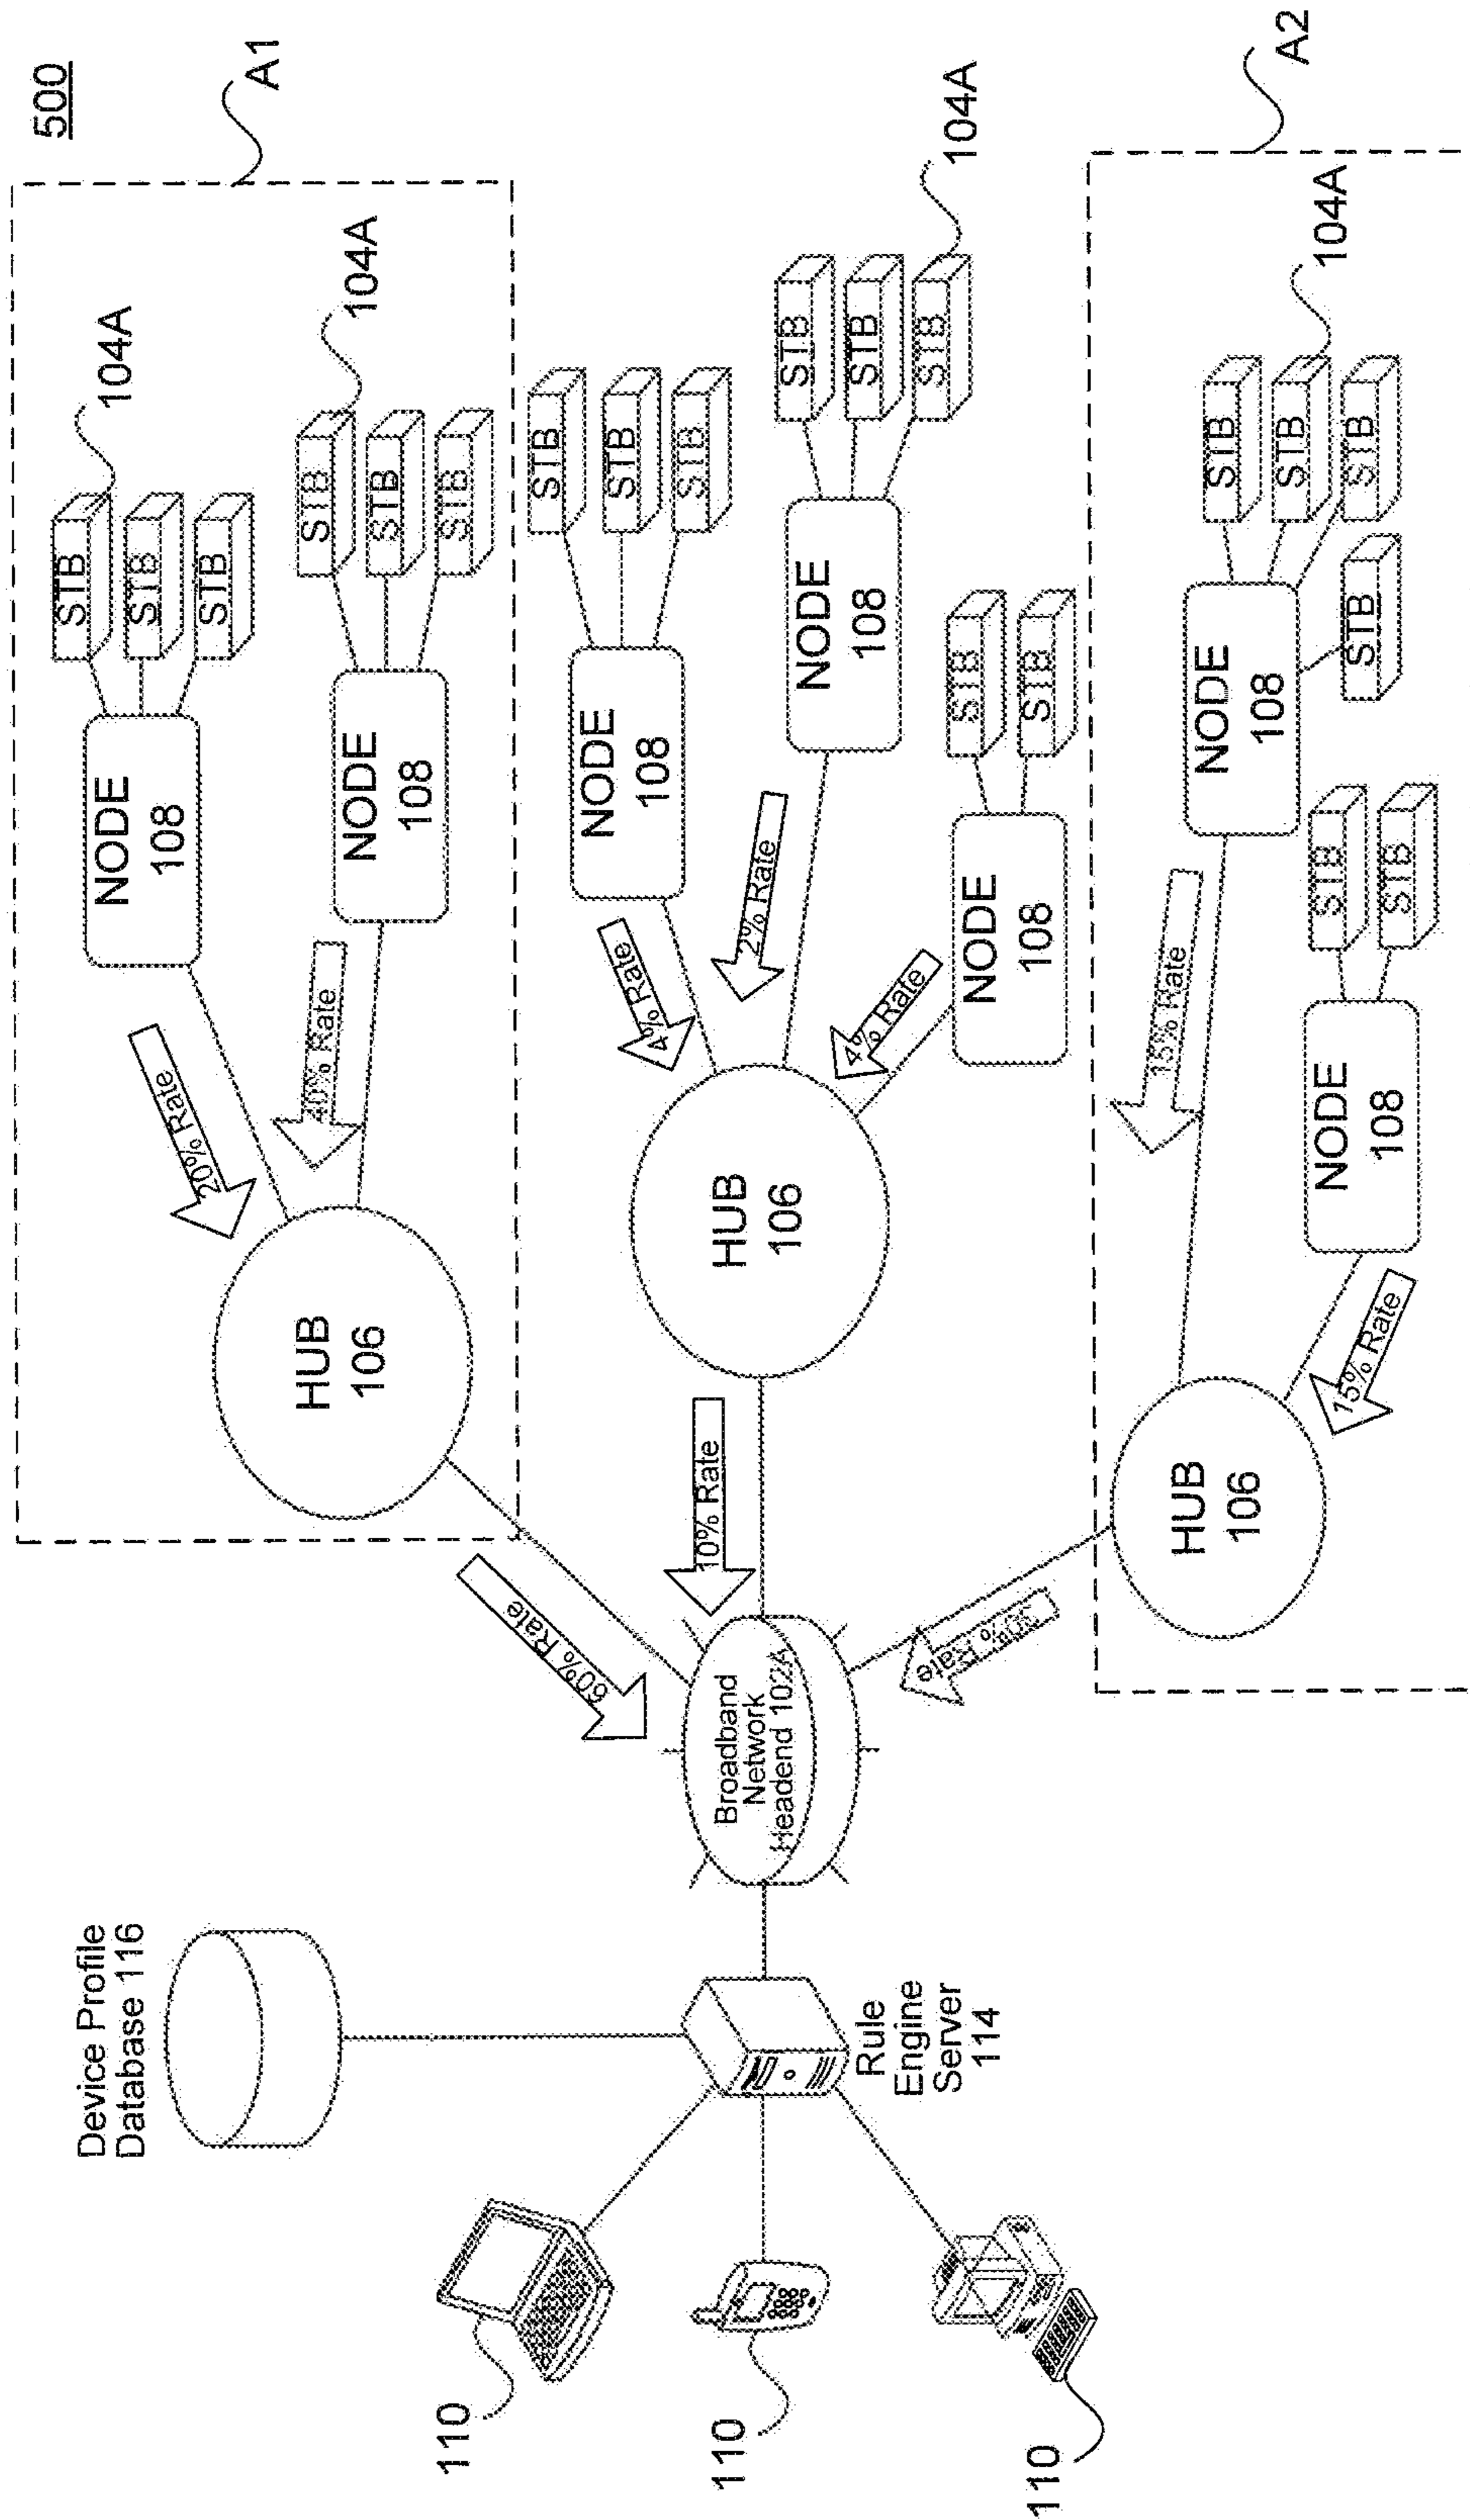 500
A1
Device Profile
Database 116
110
110
110
Rule
Engine
Server
114
Broadband
Network
Headend 102A
60% Rate
10% Rate
30% Rate
HUB
106
20% Rate
40% Rate
NODE
108
STB
STB
STB
104A
NODE
108
STB
STB
STB
104A
HUB
106
4% Rate
2% Rate
4% Rate
NODE
108
STB
STB
STB
NODE
108
STB
STB
STB
104A
NODE
108
STB
STB
A2
HUB
106
15% Rate
15% Rate
NODE
108
STB
STB
STB
STB
104A
NODE
108
STB
STB